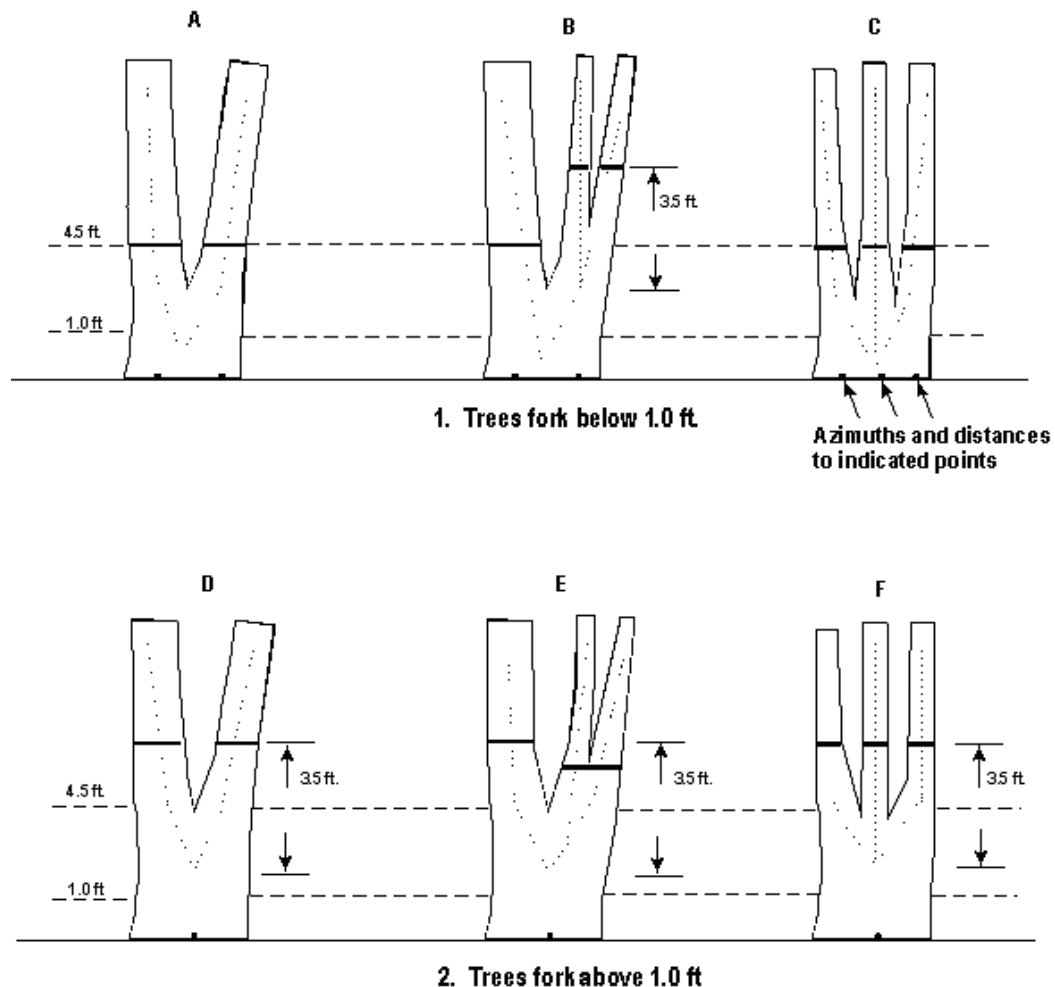 A B C
3.5 ft.
4.5 ft.
1.0 ft.
1. Trees fork below 1.0 ft.
Azimuths and distances
to indicated points
D E F
3.5 ft. 3.5 ft. 3.5 ft.
4.5 ft.
1.0 ft.
2. Trees fork above 1.0 ft